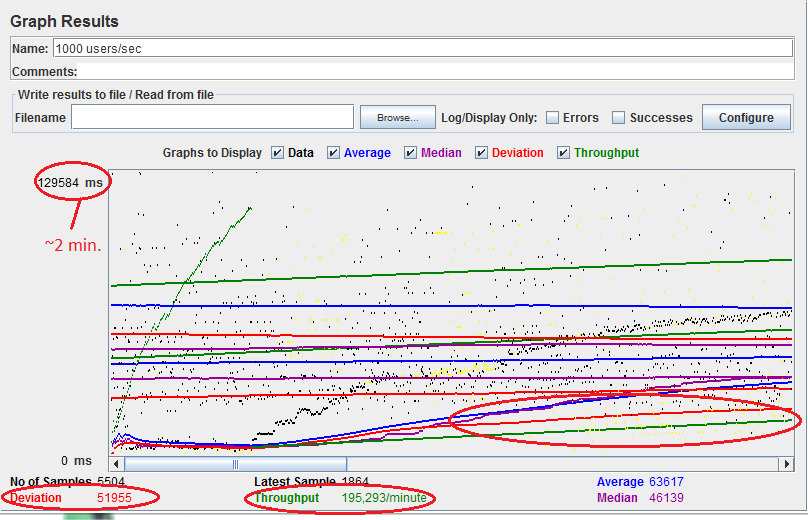 Graph Results
Name: 1000 users/sec
Comments:
Write results to file / Read from file
Filename Browse... Log/Display Only: Errors Successes Configure
Graphs to Display Data Average Median Deviation Throughput
129584 ms
~2 min.
0 ms
No of Samples 5504 Latest Sample 1864 Average 63617
Deviation 51955 Throughput 195,293/minute Median 46139